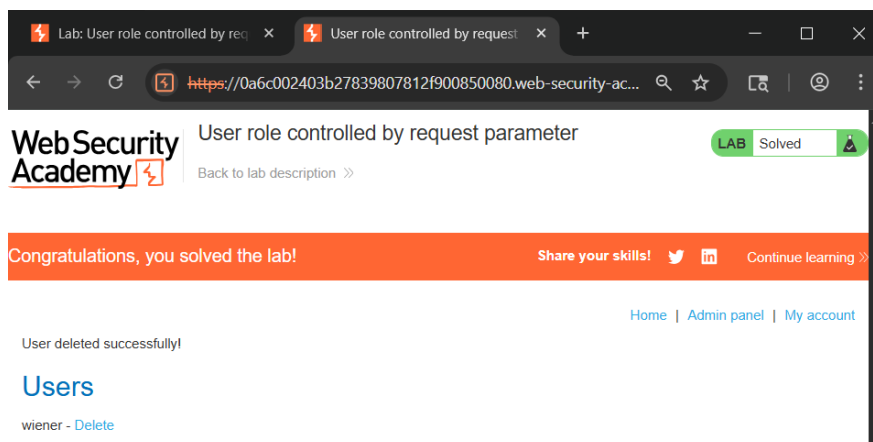 Lab: User role controlled by req
User role controlled by request
https://0a6c002403b27839807812f900850080.web-security-ac...
Web Security
Academy
User role controlled by request parameter
Back to lab description
LAB Solved
Congratulations, you solved the lab!
Share your skills!
Continue learning
Home | Admin panel | My account
User deleted successfully!
Users
wiener - Delete